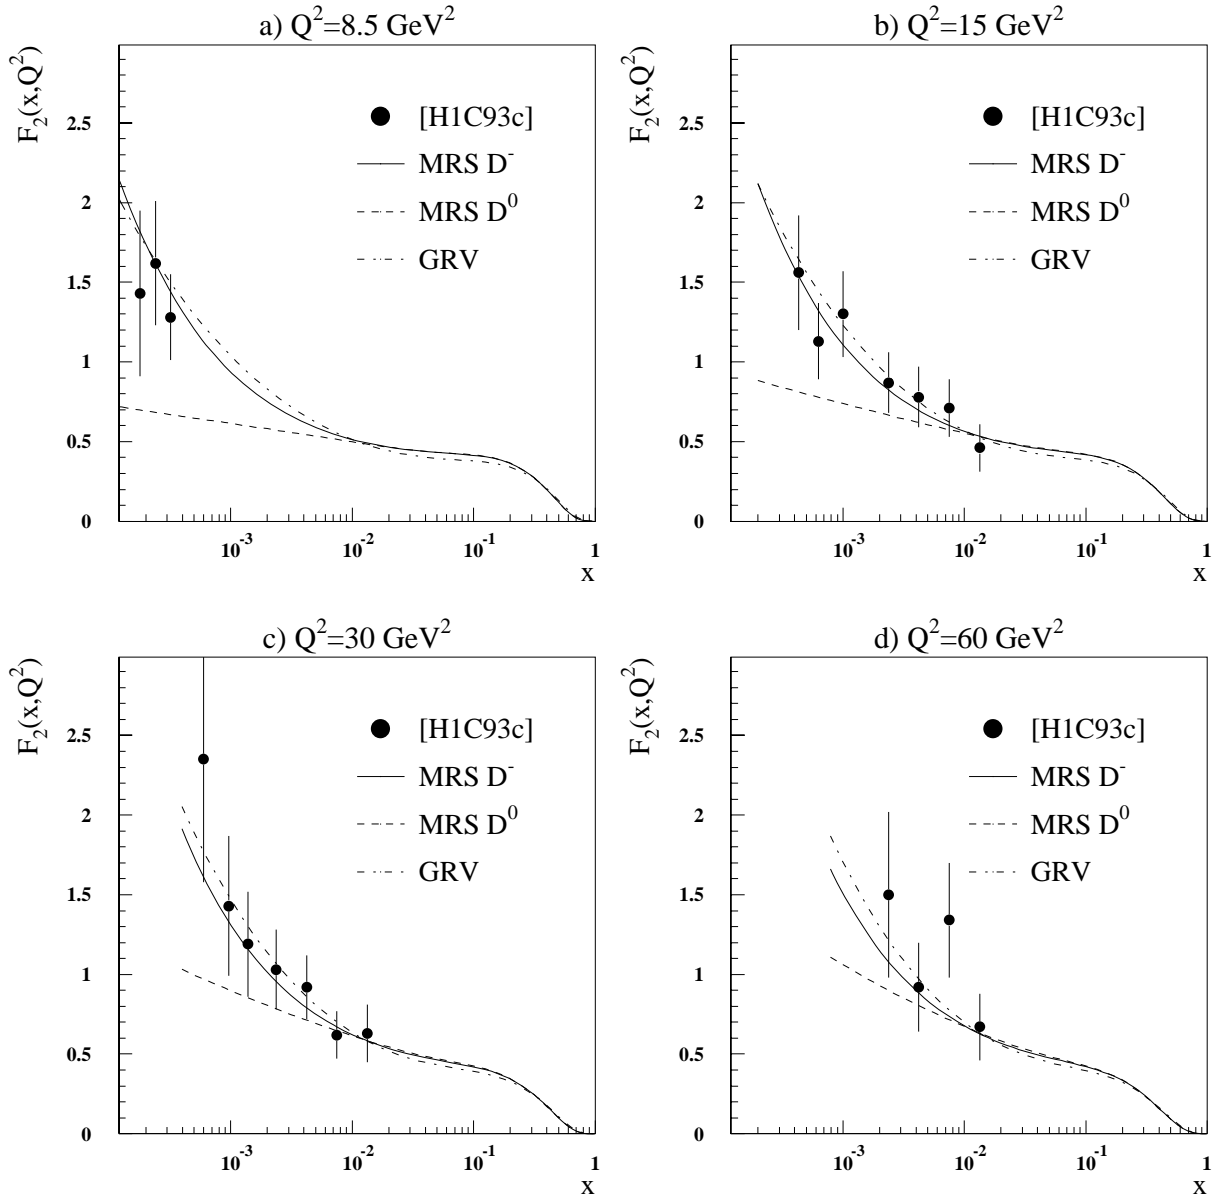 a) Q²=8.5 GeV²
F₂(x,Q²)
2.5
2
1.5
1
0.5
0
[H1C93c]
MRS D⁻
MRS D⁰
GRV
10⁻³ 10⁻² 10⁻¹ 1
x
b) Q²=15 GeV²
F₂(x,Q²)
2.5
2
1.5
1
0.5
0
[H1C93c]
MRS D⁻
MRS D⁰
GRV
10⁻³ 10⁻² 10⁻¹ 1
x
c) Q²=30 GeV²
F₂(x,Q²)
2.5
2
1.5
1
0.5
0
[H1C93c]
MRS D⁻
MRS D⁰
GRV
10⁻³ 10⁻² 10⁻¹ 1
x
d) Q²=60 GeV²
F₂(x,Q²)
2.5
2
1.5
1
0.5
0
[H1C93c]
MRS D⁻
MRS D⁰
GRV
10⁻³ 10⁻² 10⁻¹ 1
x